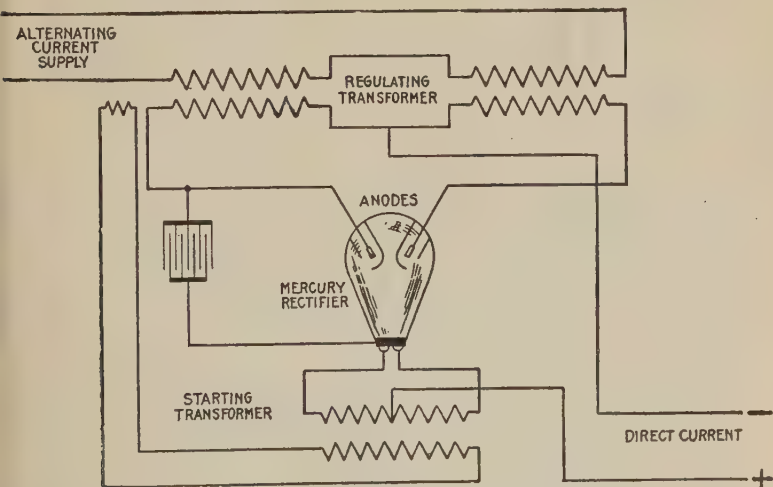 ALTERNATING
CURRENT
SUPPLY
REGULATING
TRANSFORMER
ANODES
MERCURY
RECTIFIER
STARTING
TRANSFORMER
DIRECT CURRENT
−
+